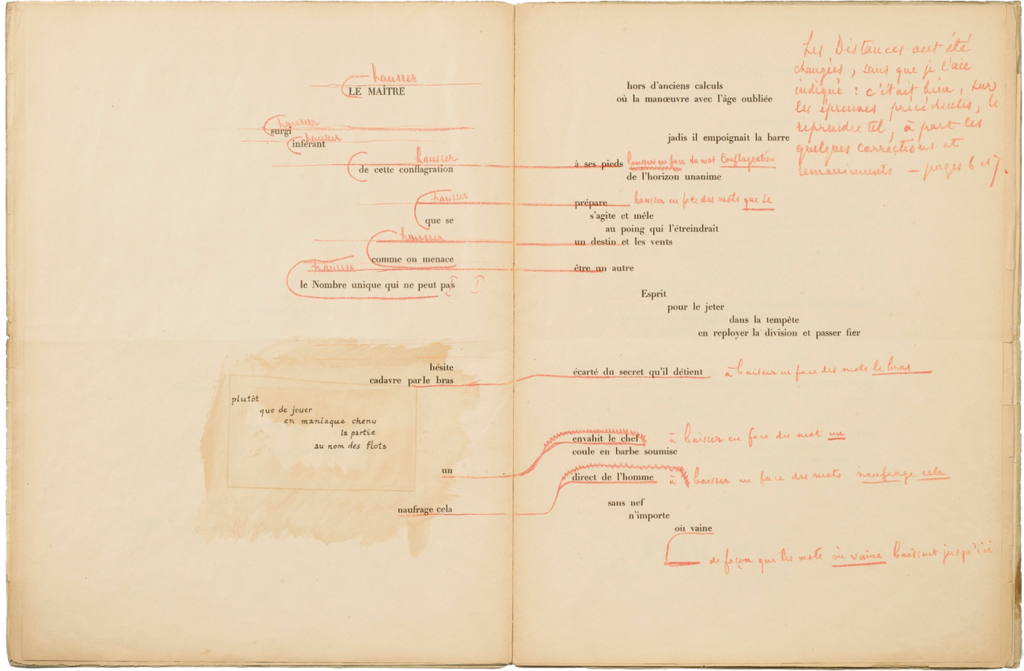 hausser
LE MAÎTRE
hausser
surgi
hausser
inférant
hausser
de cette conflagration
hausser
que se
hausser
comme on menace
hausser
le Nombre unique qui ne peut pas
hésite
cadavre par le bras
plutôt
que de jouer
en maniaque chenu
la partie
au nom des flots
un
naufrage cela
hors d'anciens calculs
où la manœuvre avec l'âge oubliée
jadis il empoignait la barre
à ses pieds hausser en face du mot Conflagration
de l'horizon unanime
prépare hausser en face des mots que se
s'agite et mêle
au poing qui l'étreindrait
un destin et les vents
être un autre
Esprit
pour le jeter
dans la tempête
en reployer la division et passer fier
écarté du secret qu'il détient à baisser en face des mots le bras
envahit le chef à baisser en face du mot un
coule en barbe soumise
direct de l'homme à baisser en face des mots naufrage cela
sans nef
n'importe
où vaine
de façon que les mots où vaine baissent jusqu'ici
Les Distances ont été
changées, sans que je l'aie
indiqué : c'était bien, sur
les épreuves précédentes, le
reprendre tel, à part les
quelques corrections et
remaniements — pages 6 et 7.